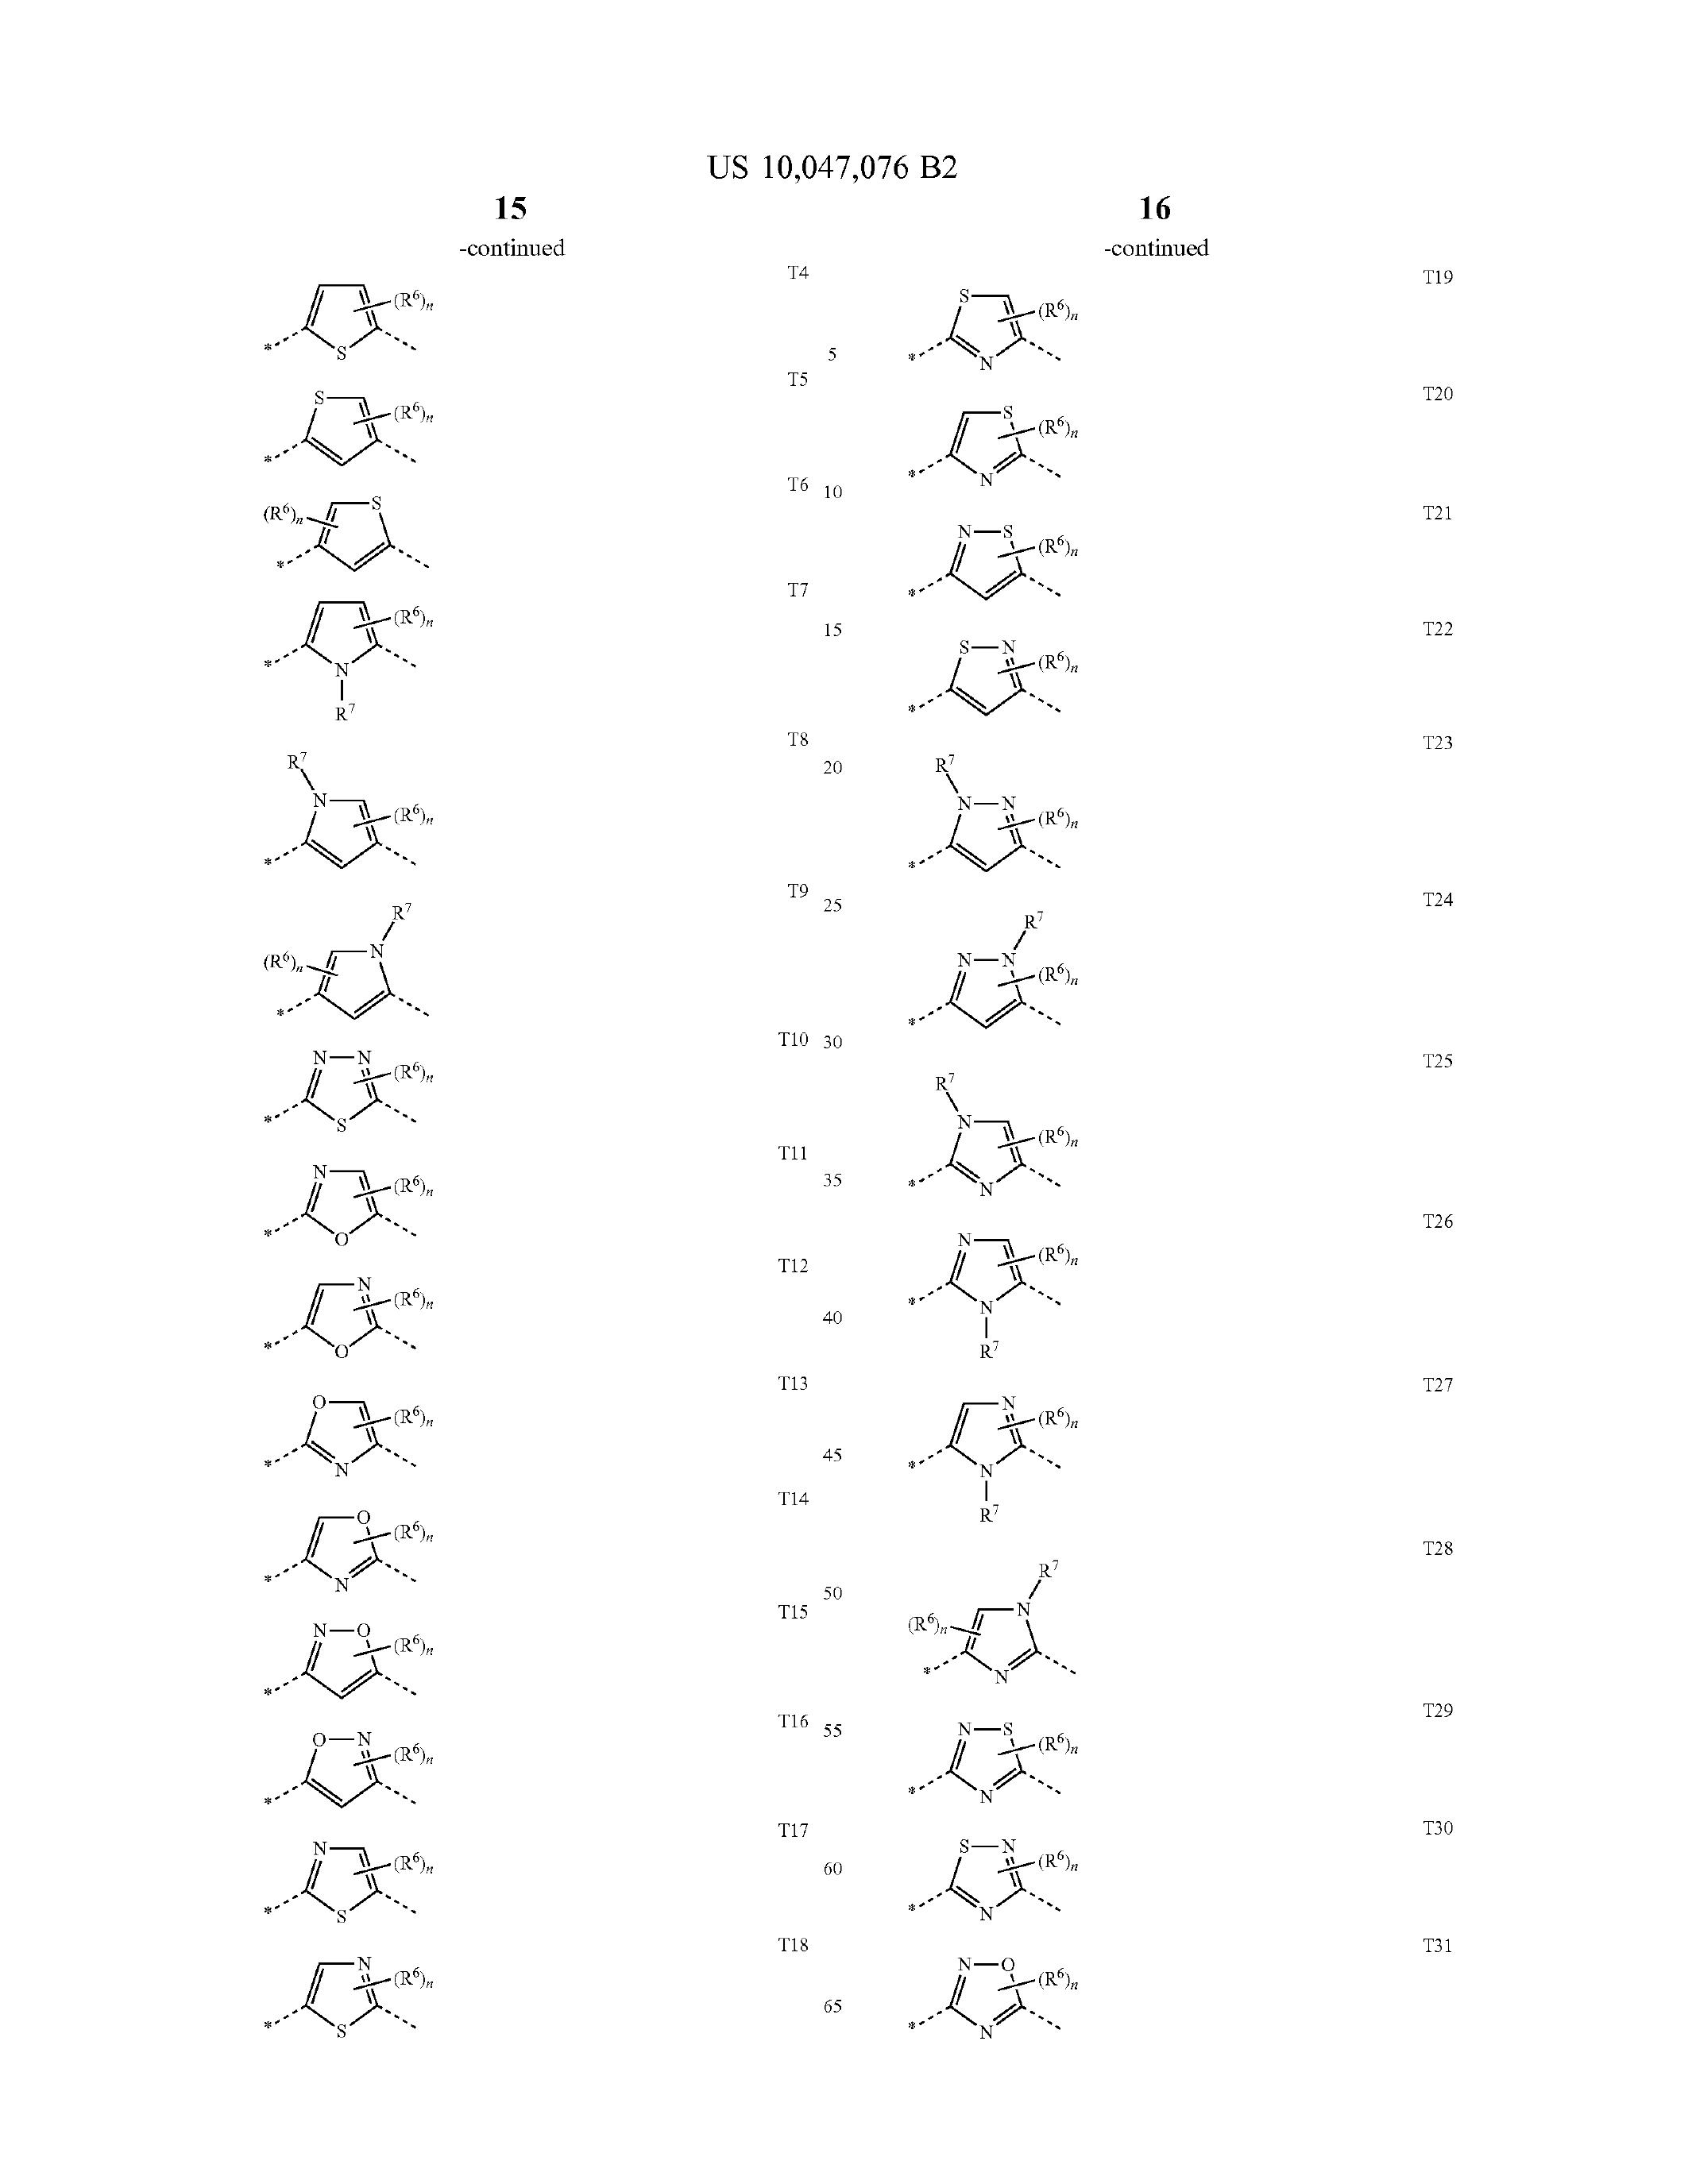 US 10,047,076 B2
15
-continued
T4
(R⁶)n
* S
5
T5
S
(R⁶)n
*
T6
10
(R⁶)n S
*
T7
(R⁶)n
* N
R⁷
15
T8
R⁷
20
N
(R⁶)n
*
T9
25
R⁷
(R⁶)n N
*
T10
30
N N
(R⁶)n
* S
T11
N
(R⁶)n
35
* O
T12
N
(R⁶)n
40
* O
T13
O
(R⁶)n
45
* N
T14
O
(R⁶)n
* N
50
T15
N O
(R⁶)n
*
T16
55
O N
(R⁶)n
*
T17
N
(R⁶)n
60
* S
T18
N
(R⁶)n
65
* S
16
-continued
T19
S
(R⁶)n
* N
T20
S
(R⁶)n
* N
T21
N S
(R⁶)n
*
T22
S N
(R⁶)n
*
T23
R⁷
N N
(R⁶)n
*
T24
R⁷
N N
(R⁶)n
*
T25
R⁷
N
(R⁶)n
* N
T26
N
(R⁶)n
* N
R⁷
T27
N
(R⁶)n
* N
R⁷
T28
R⁷
(R⁶)n N
* N
T29
N S
(R⁶)n
* N
T30
S N
(R⁶)n
* N
T31
N O
(R⁶)n
* N